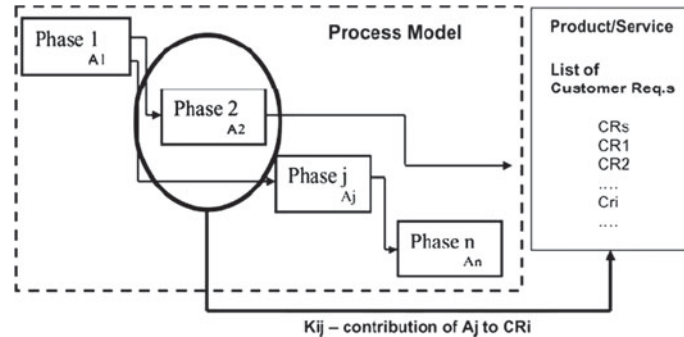 Phase 1
A1
Process Model
Phase 2
A2
Phase j
Aj
Phase n
An
Product/Service
List of
Customer Req.s
CRs
CR1
CR2
....
Cri
....
Kij – contribution of Aj to CRi